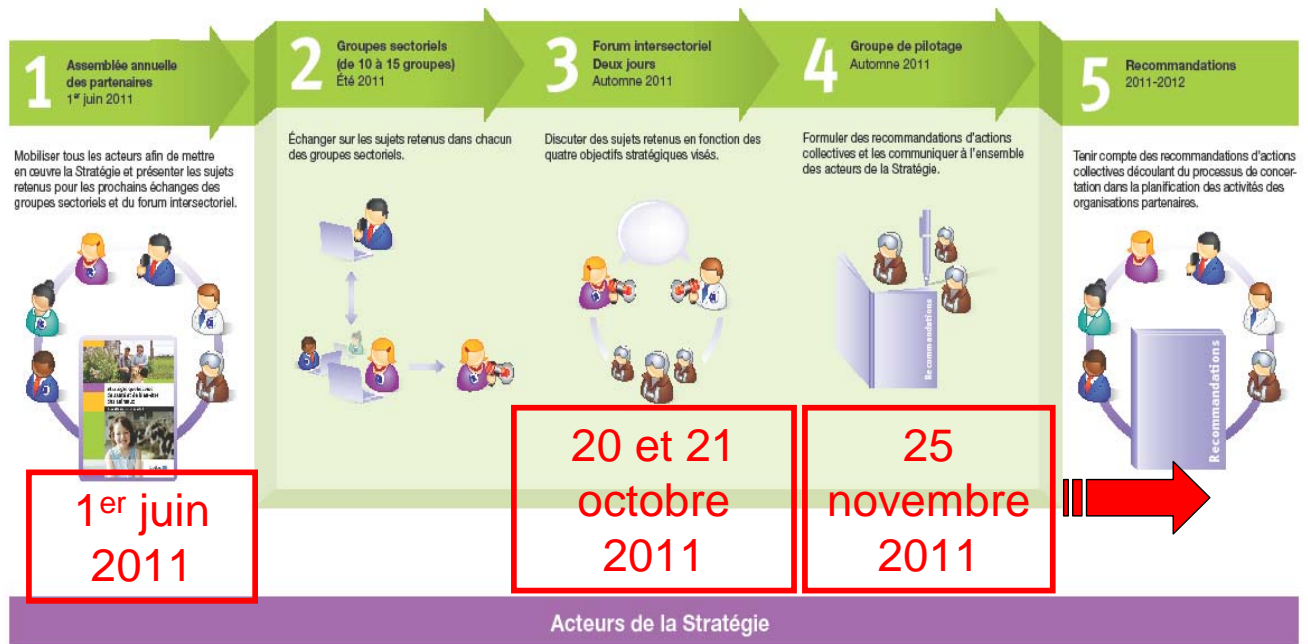 1
Assemblée annuelle
des partenaires
1er juin 2011
Mobiliser tous les acteurs afin de mettre
en œuvre la Stratégie et présenter les sujets
retenus pour les prochains échanges des
groupes sectoriels et du forum intersectoriel.
1er juin
2011
2
Groupes sectoriels
(de 10 à 15 groupes)
Été 2011
Échanger sur les sujets retenus dans chacun
des groupes sectoriels.
3
Forum intersectoriel
Deux jours
Automne 2011
Discuter des sujets retenus en fonction des
quatre objectifs stratégiques visés.
20 et 21
octobre
2011
4
Groupe de pilotage
Automne 2011
Formuler des recommandations d'actions
collectives et les communiquer à l'ensemble
des acteurs de la Stratégie.
Recommandations
25
novembre
2011
5
Recommandations
2011-2012
Tenir compte des recommandations d'actions
collectives découlant du processus de concer-
tation dans la planification des activités des
organisations partenaires.
Recommandations
Acteurs de la Stratégie